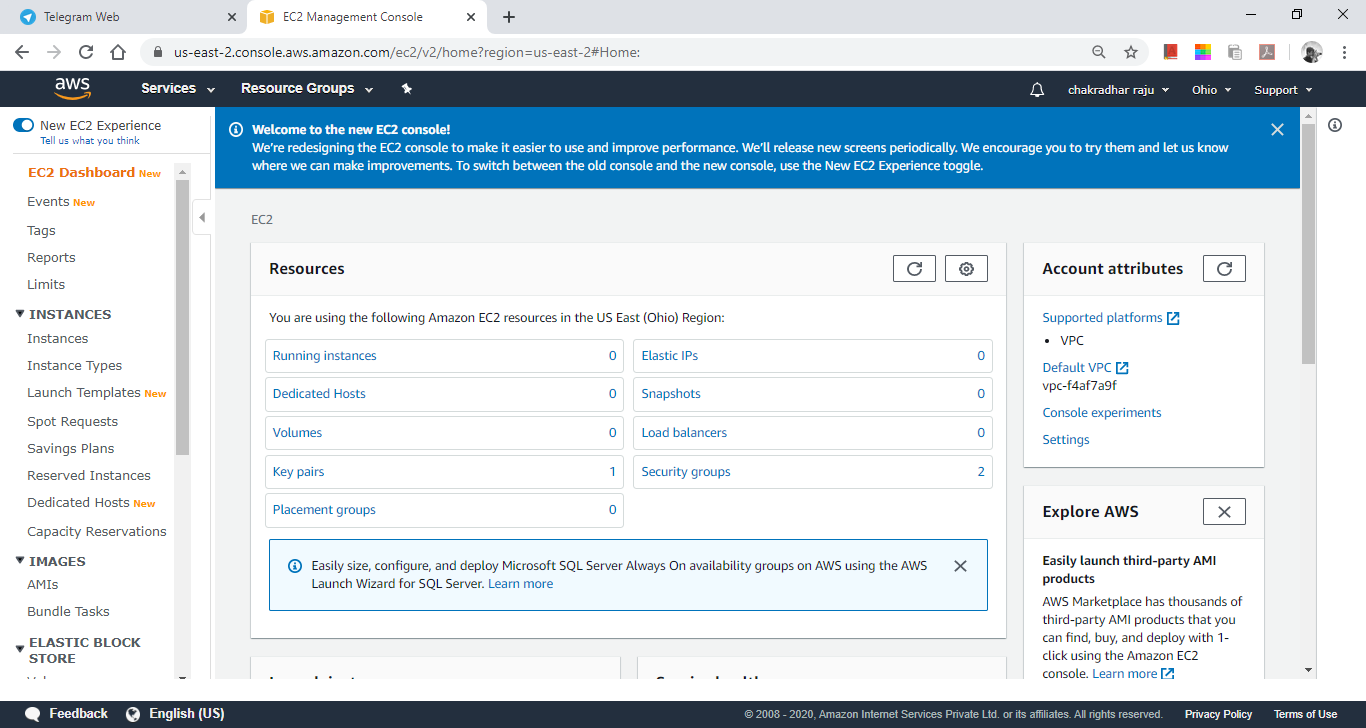 Telegram Web
EC2 Management Console
us-east-2.console.aws.amazon.com/ec2/v2/home?region=us-east-2#Home:
aws
Services
Resource Groups
chakradhar raju
Ohio
Support
New EC2 Experience
Tell us what you think
EC2 Dashboard New
Events New
Tags
Reports
Limits
INSTANCES
Instances
Instance Types
Launch Templates New
Spot Requests
Savings Plans
Reserved Instances
Dedicated Hosts New
Capacity Reservations
IMAGES
AMIs
Bundle Tasks
ELASTIC BLOCK
STORE
Welcome to the new EC2 console!
We're redesigning the EC2 console to make it easier to use and improve performance. We'll release new screens periodically. We encourage you to try them and let us know
where we can make improvements. To switch between the old console and the new console, use the New EC2 Experience toggle.
EC2
Resources
You are using the following Amazon EC2 resources in the US East (Ohio) Region:
Running instances 0
Elastic IPs 0
Dedicated Hosts 0
Snapshots 0
Volumes 0
Load balancers 0
Key pairs 1
Security groups 2
Placement groups 0
Easily size, configure, and deploy Microsoft SQL Server Always On availability groups on AWS using the AWS
Launch Wizard for SQL Server. Learn more
Account attributes
Supported platforms
• VPC
Default VPC
vpc-f4af7a9f
Console experiments
Settings
Explore AWS
Easily launch third-party AMI
products
AWS Marketplace has thousands of
third-party AMI products that you
can find, buy, and deploy with 1-
click using the Amazon EC2
console. Learn more
Feedback
English (US)
© 2008 - 2020, Amazon Internet Services Private Ltd. or its affiliates. All rights reserved.
Privacy Policy
Terms of Use